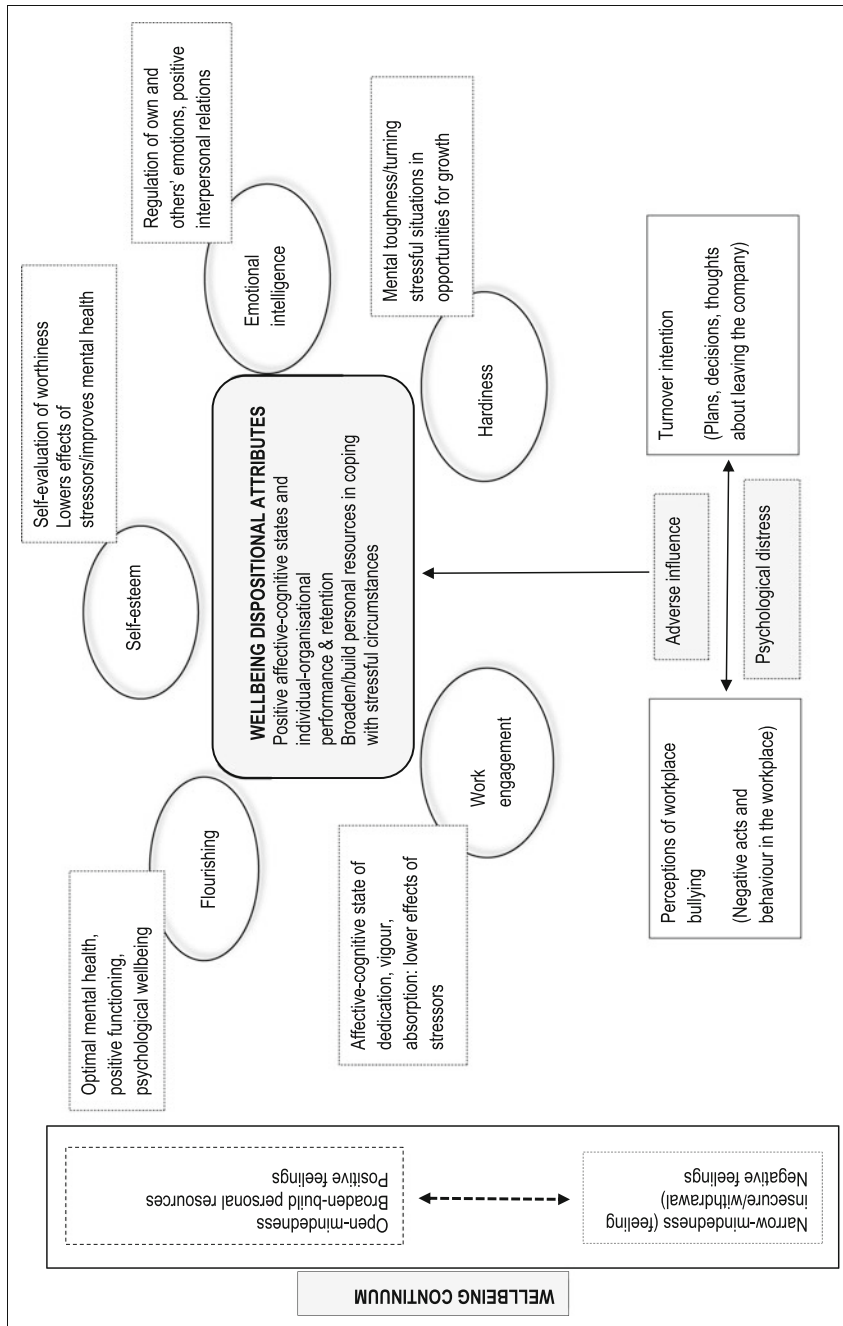 WELLBEING CONTINUUM
Open-mindedness
Broaden-build personal resources
Positive feelings
Narrow-mindedness (feeling
insecure/withdrawal)
Negative feelings
Optimal mental health,
positive functioning,
psychological wellbeing
Flourishing
Self-evaluation of worthiness
Lowers effects of
stressors/improves mental health
Self-esteem
Regulation of own and
others’ emotions, positive
interpersonal relations
Emotional
intelligence
WELLBEING DISPOSITIONAL ATTRIBUTES
Positive affective-cognitive states and
individual-organisational
performance & retention
Broaden/build personal resources in coping
with stressful circumstances
Affective-cognitive state of
dedication, vigour,
absorption: lower effects of
stressors
Work
engagement
Mental toughness/turning
stressful situations in
opportunities for growth
Hardiness
Perceptions of workplace
bullying
(Negative acts and
behaviour in the workplace)
Adverse influence
Psychological distress
Turnover intention
(Plans, decisions, thoughts
about leaving the company)